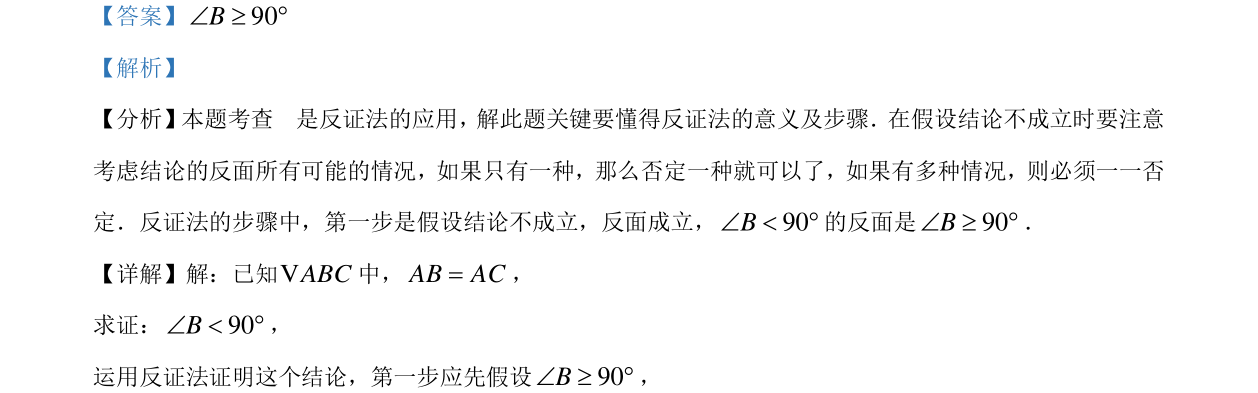 【答案】∠B ≥ 90°
【解析】
【分析】本题考查 是反证法的应用，解此题关键要懂得反证法的意义及步骤．在假设结论不成立时要注意
考虑结论的反面所有可能的情况，如果只有一种，那么否定一种就可以了，如果有多种情况，则必须一一否
定．反证法的步骤中，第一步是假设结论不成立，反面成立，∠B < 90° 的反面是 ∠B ≥ 90°．
【详解】解：已知VABC 中，AB = AC，
求证：∠B < 90°，
运用反证法证明这个结论，第一步应先假设 ∠B ≥ 90°，